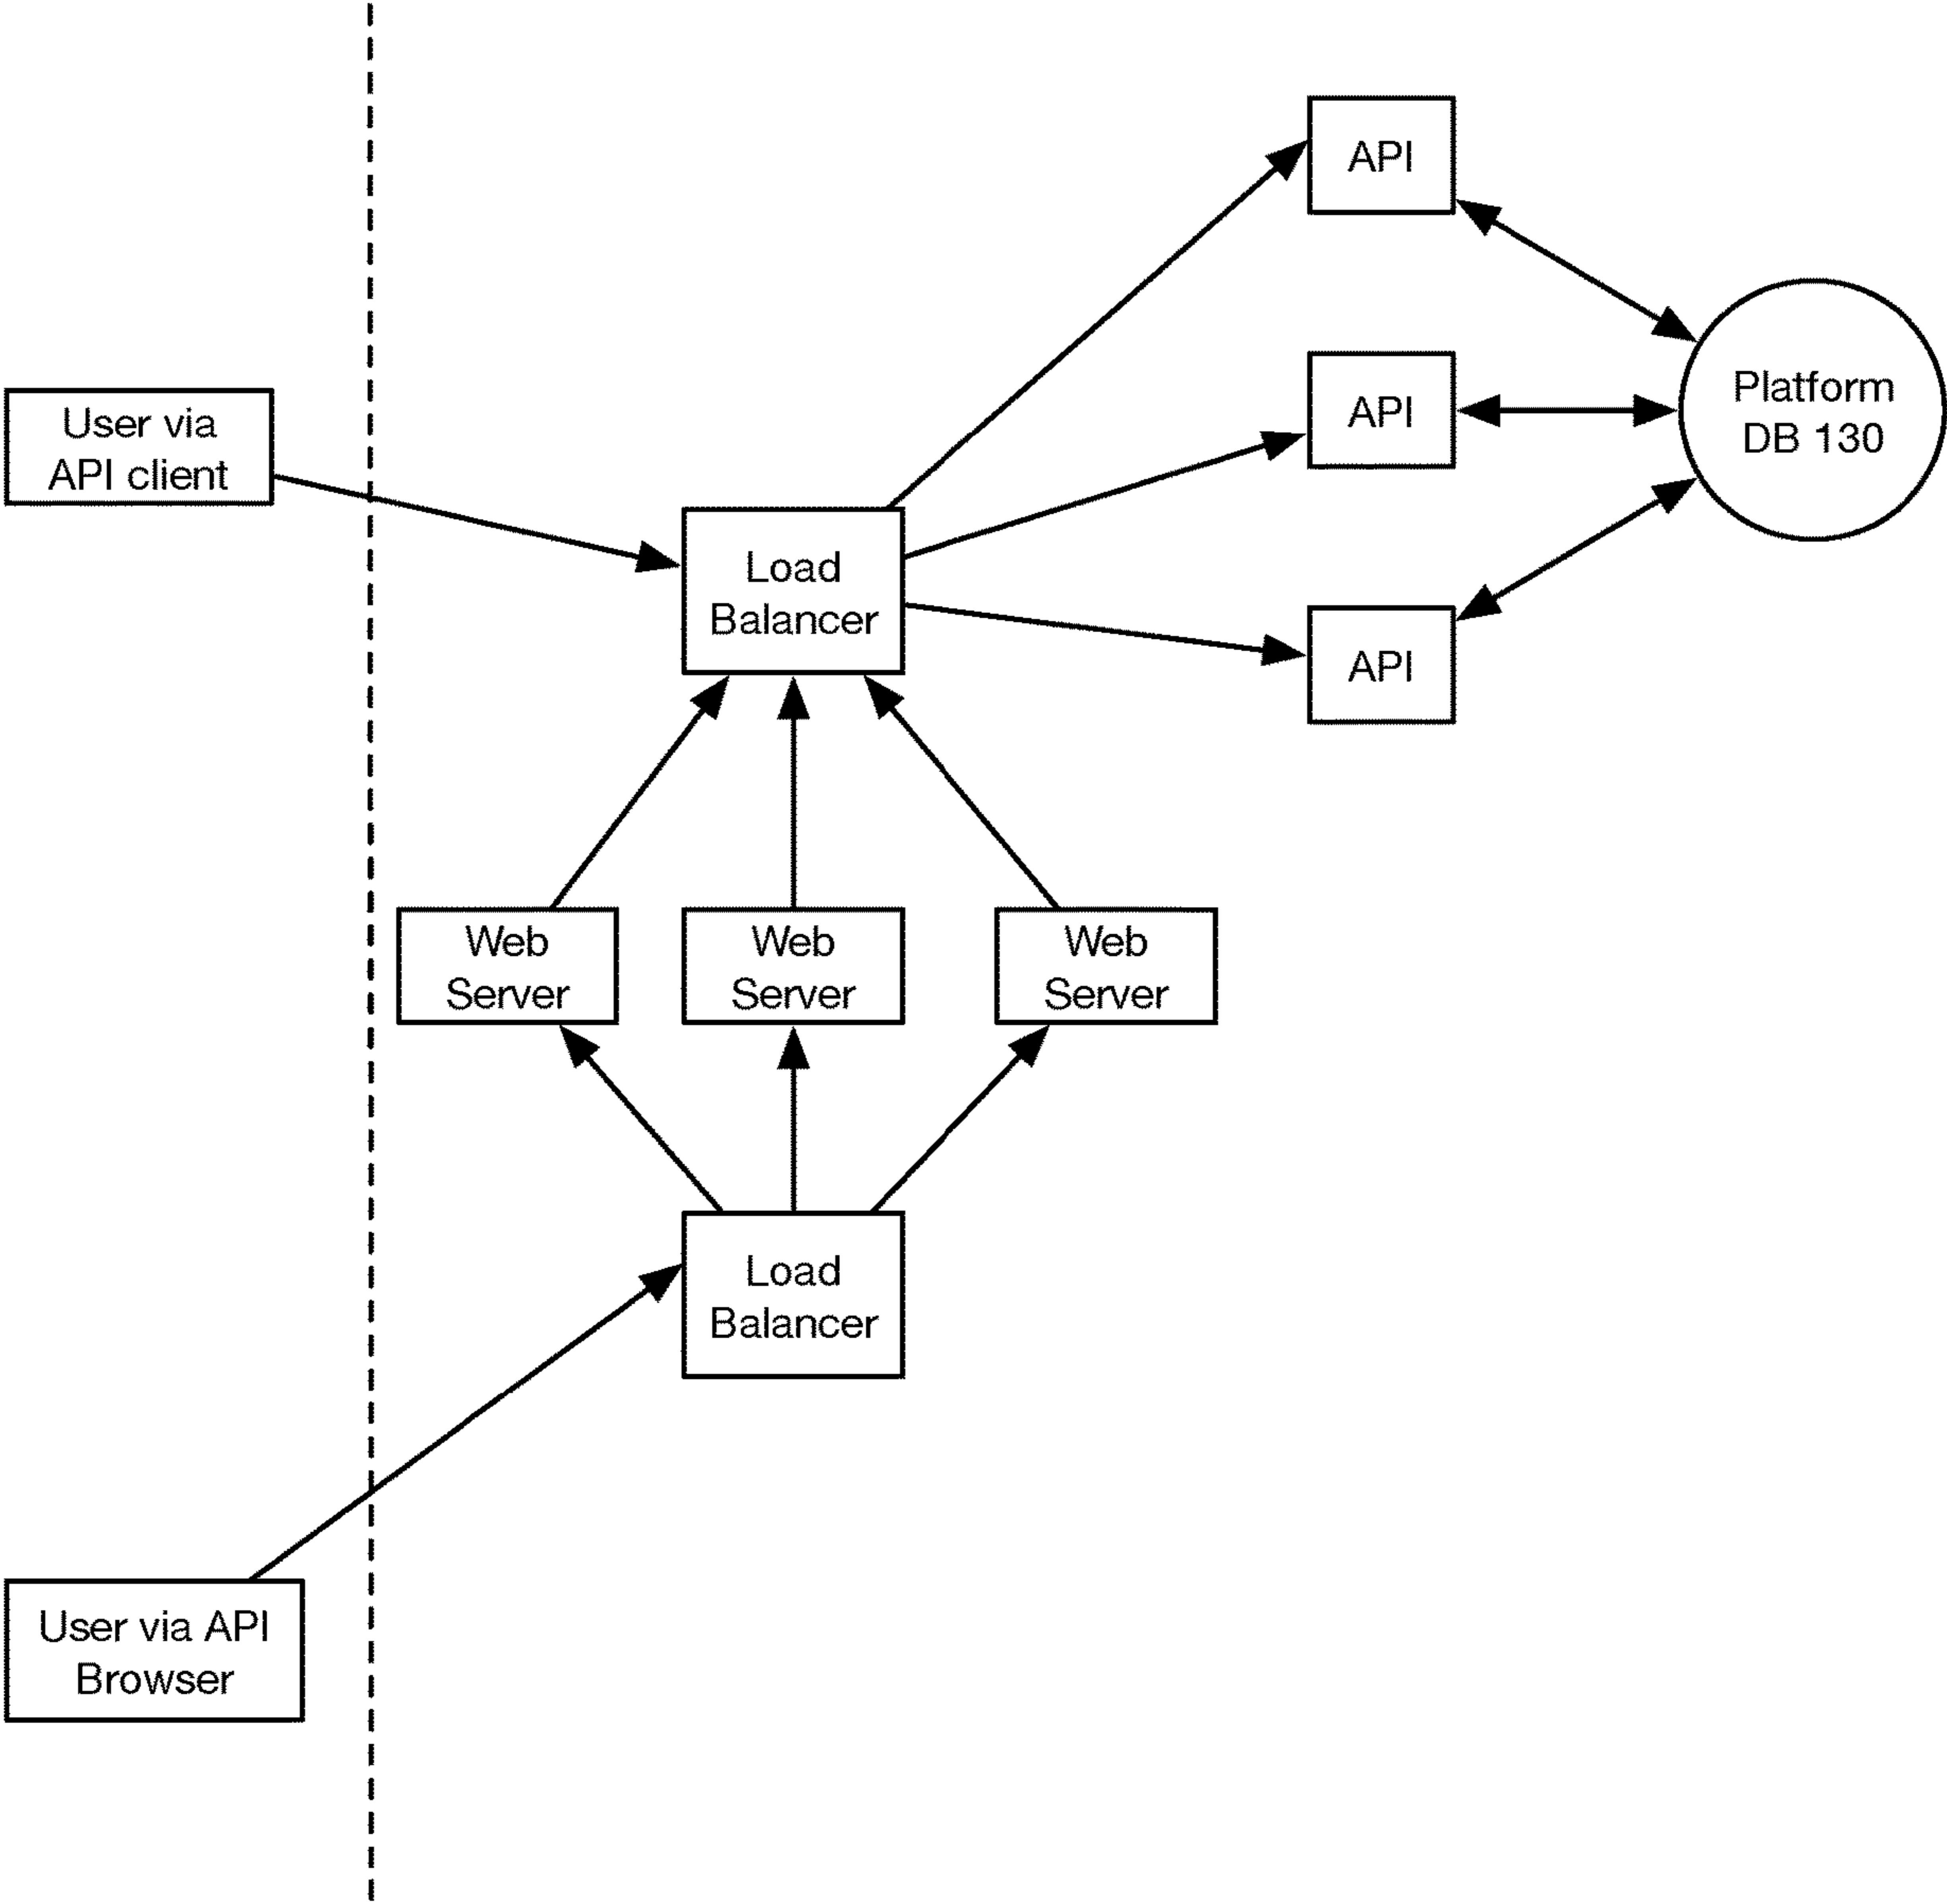 API
User via
API client
API
Platform
DB 130
Load
Balancer
API
Web
Server
Web
Server
Web
Server
Load
Balancer
User via API
Browser